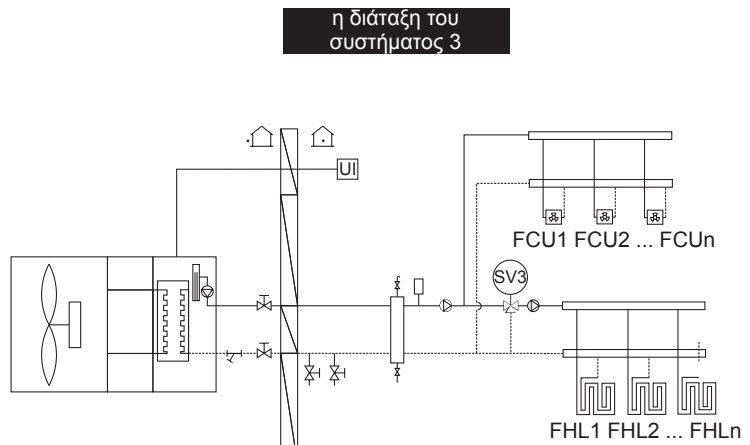 η διάταξη του
συστήματος 3
UI
FCU1 FCU2 ... FCUn
SV3
FHL1 FHL2 ... FHLn